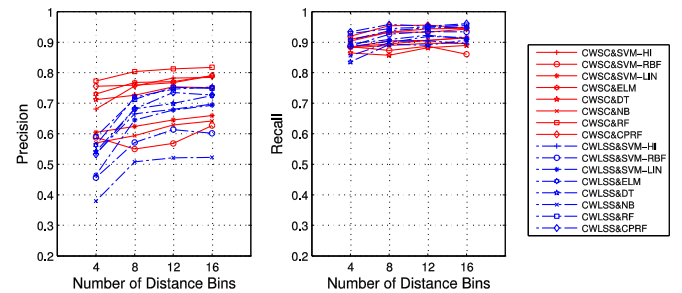 1
0.9
0.8
0.7
0.6
0.5
0.4
0.3
0.2
Precision
4 8 12 16
Number of Distance Bins
1
0.9
0.8
0.7
0.6
0.5
0.4
0.3
0.2
Recall
4 8 12 16
Number of Distance Bins
CWSC&SVM-HI
CWSC&SVM-RBF
CWSC&SVM-LIN
CWSC&ELM
CWSC&DT
CWSC&NB
CWSC&RF
CWSC&CPRF
CWLSS&SVM-HI
CWLSS&SVM-RBF
CWLSS&SVM-LIN
CWLSS&ELM
CWLSS&DT
CWLSS&NB
CWLSS&RF
CWLSS&CPRF